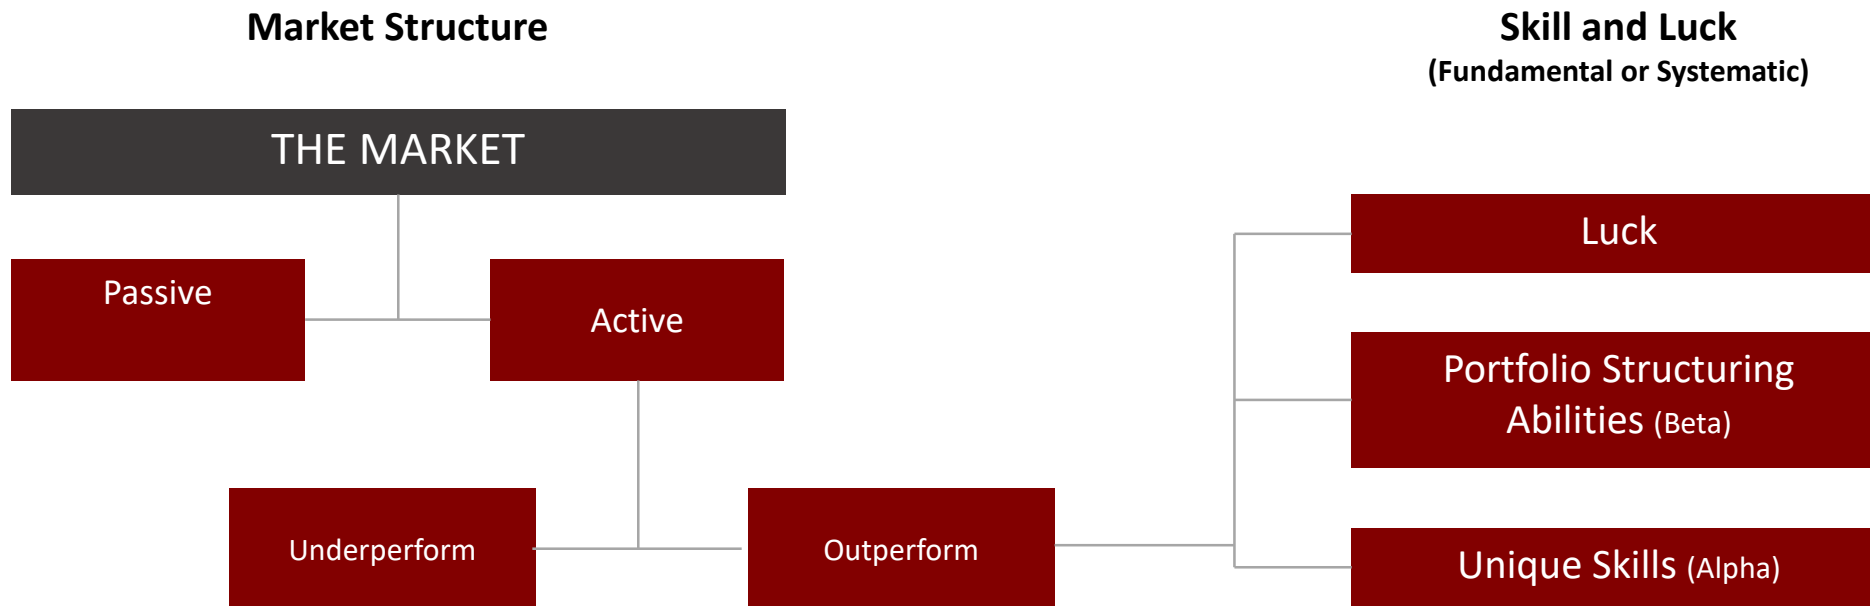 Market Structure
Skill and Luck
(Fundamental or Systematic)
THE MARKET
Passive
Active
Underperform
Outperform
Luck
Portfolio Structuring
Abilities (Beta)
Unique Skills (Alpha)